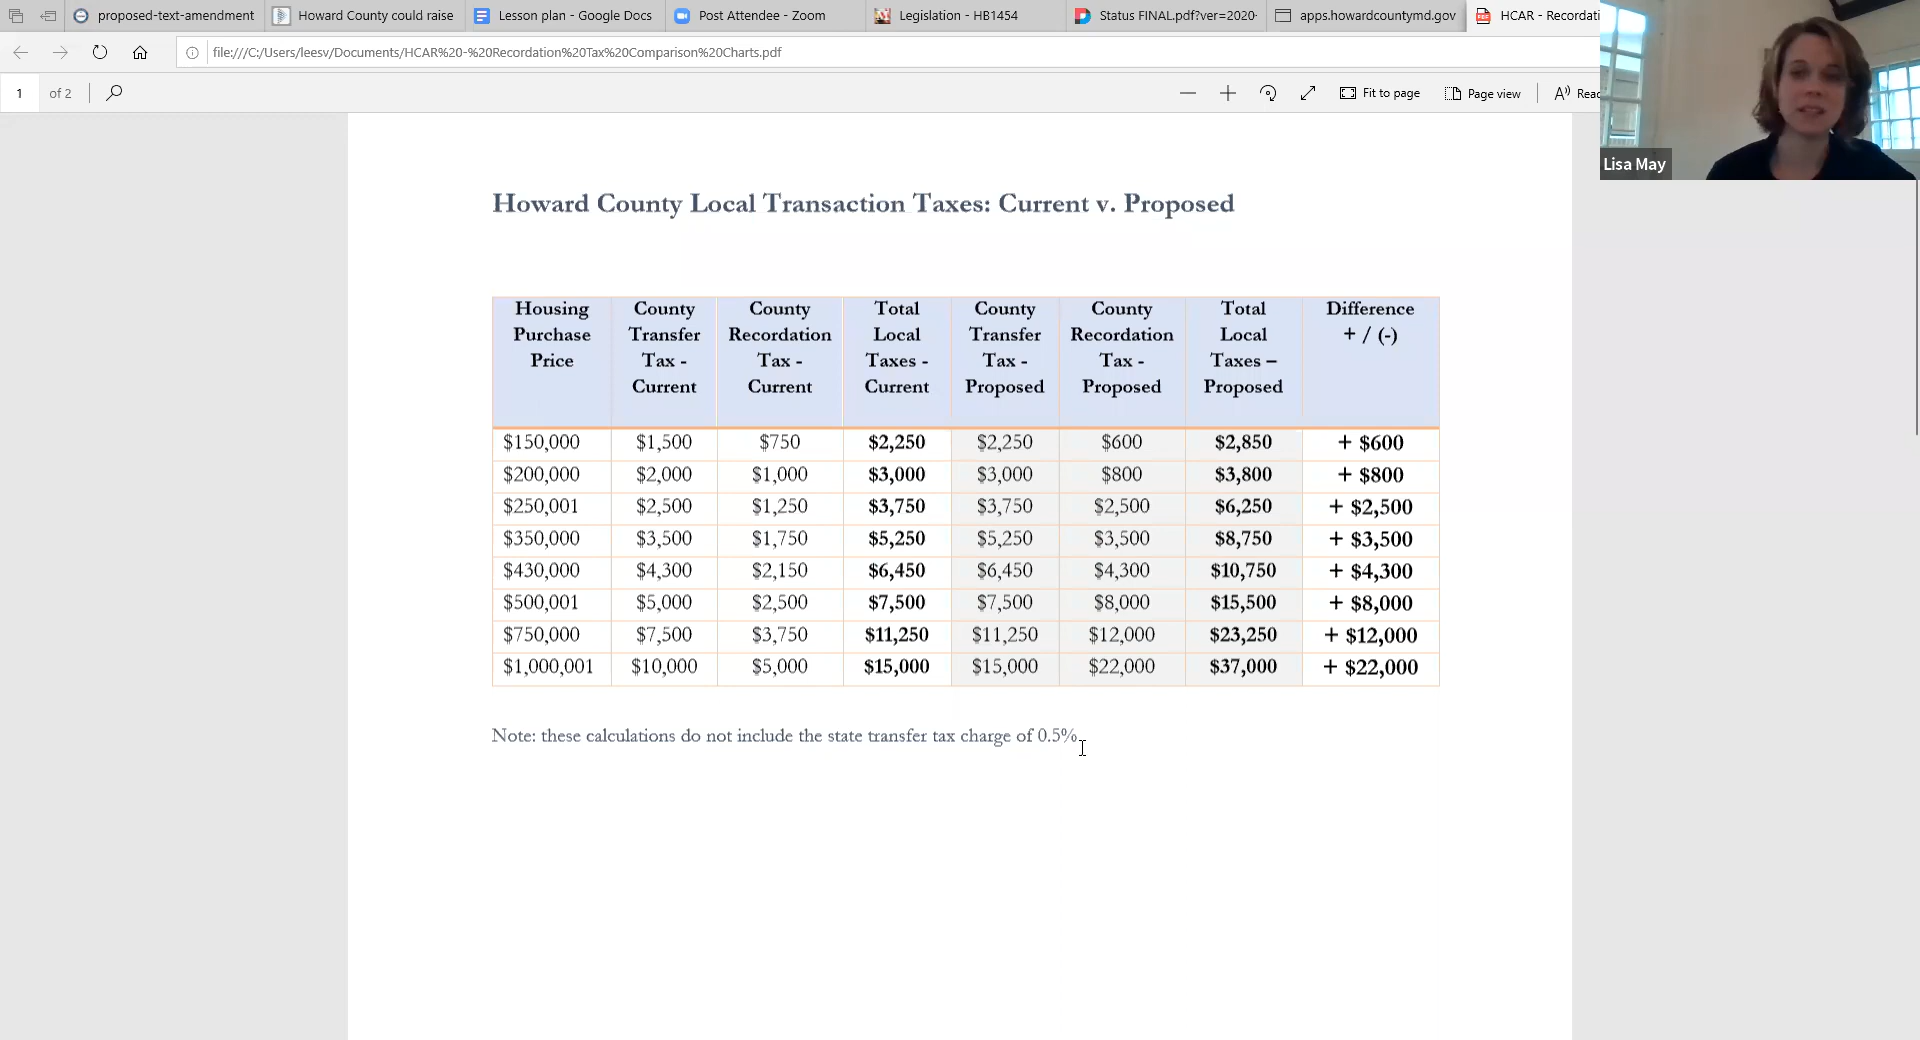 proposed-text-amendment Howard County could raise Lesson plan - Google Docs Post Attendee - Zoom Legislation - HB1454 Status FINAL.pdf?ver=2020- apps.howardcountymd.gov HCAR - Recordati
file:///C:/Users/leesv/Documents/HCAR%20-%20Recordation%20Tax%20Comparison%20Charts.pdf
1 of 2 Fit to page Page view Read
Lisa May
Howard County Local Transaction Taxes: Current v. Proposed
Housing County County Total County County Total Difference
Purchase Transfer Recordation Local Transfer Recordation Local + / (-)
Price Tax - Tax - Taxes - Tax - Tax - Taxes –
Current Current Current Proposed Proposed Proposed
$150,000 $1,500 $750 $2,250 $2,250 $600 $2,850 + $600
$200,000 $2,000 $1,000 $3,000 $3,000 $800 $3,800 + $800
$250,001 $2,500 $1,250 $3,750 $3,750 $2,500 $6,250 + $2,500
$350,000 $3,500 $1,750 $5,250 $5,250 $3,500 $8,750 + $3,500
$430,000 $4,300 $2,150 $6,450 $6,450 $4,300 $10,750 + $4,300
$500,001 $5,000 $2,500 $7,500 $7,500 $8,000 $15,500 + $8,000
$750,000 $7,500 $3,750 $11,250 $11,250 $12,000 $23,250 + $12,000
$1,000,001 $10,000 $5,000 $15,000 $15,000 $22,000 $37,000 + $22,000
Note: these calculations do not include the state transfer tax charge of 0.5%